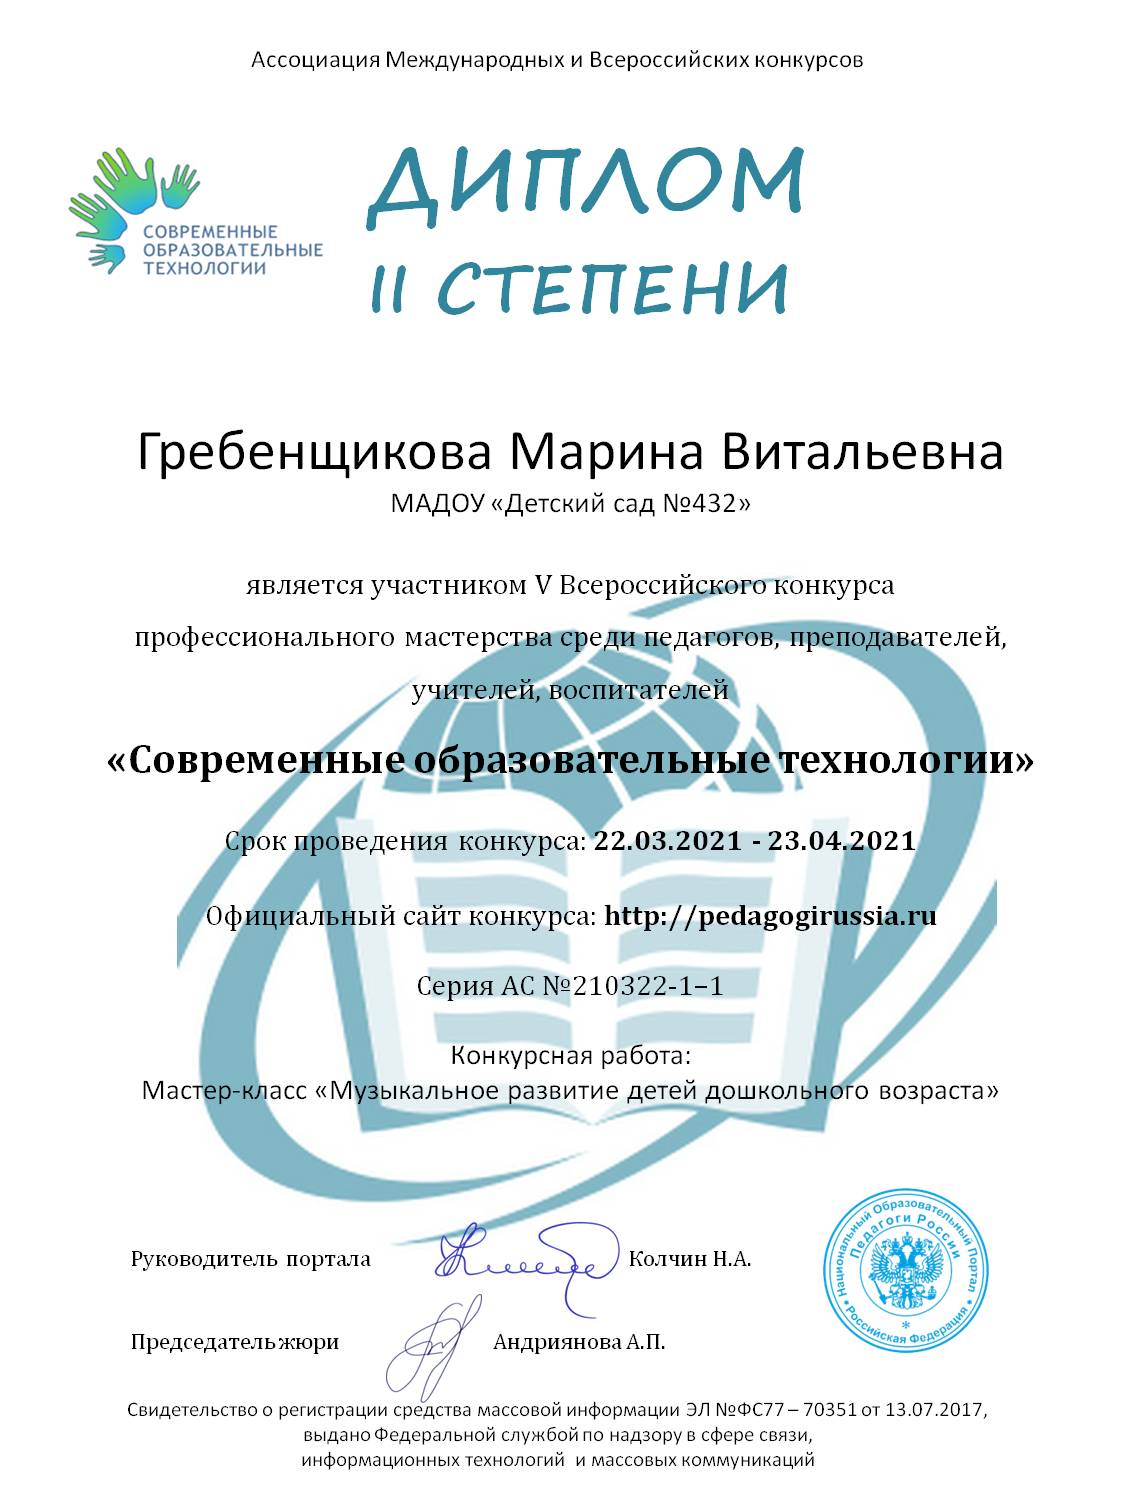 Ассоциация Международных и Всероссийских конкурсов
ДИПЛОМ
II СТЕПЕНИ
СОВРЕМЕННЫЕ
ОБРАЗОВАТЕЛЬНЫЕ
ТЕХНОЛОГИИ
Гребенщикова Марина Витальевна
МАДОУ «Детский сад №432»
является участником V Всероссийского конкурса
профессионального мастерства среди педагогов, преподавателей,
учителей, воспитателей
«Современные образовательные технологии»
Срок проведения конкурса: 22.03.2021 - 23.04.2021
Официальный сайт конкурса: http://pedagogirussia.ru
Серия АС №210322-1–1
Конкурсная работа:
Мастер-класс «Музыкальное развитие детей дошкольного возраста»
Руководитель портала Колчин Н.А.
Председатель жюри Андриянова А.П.
Национальный Образовательный Портал
Педагоги России
* Российская Федерация *
Свидетельство о регистрации средства массовой информации ЭЛ №ФС77 – 70351 от 13.07.2017,
выдано Федеральной службой по надзору в сфере связи,
информационных технологий и массовых коммуникаций